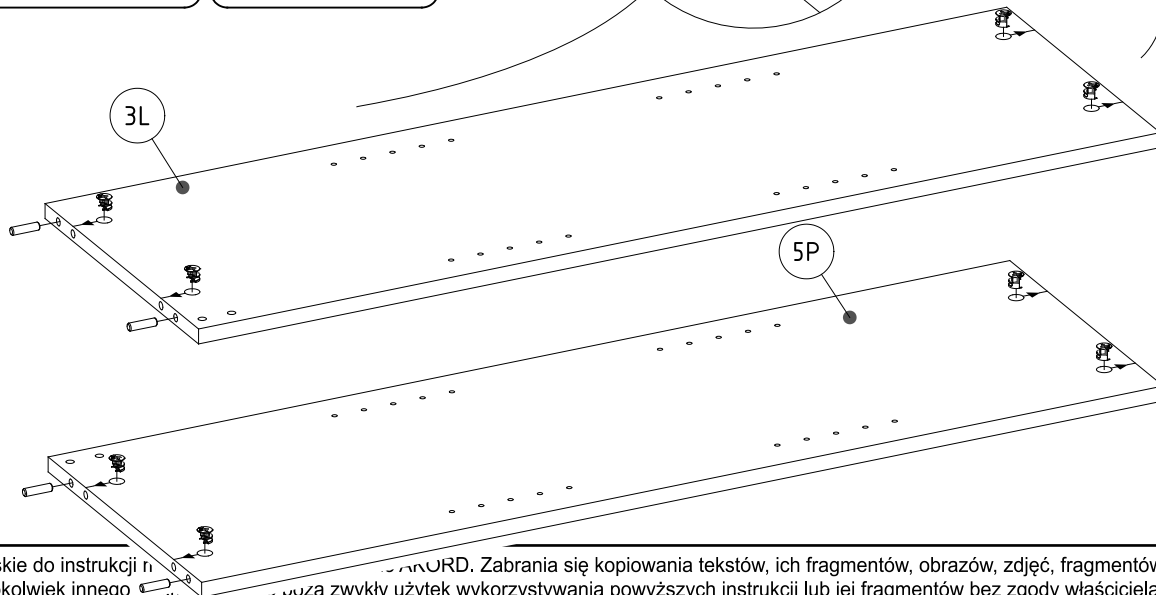 3L
5P
skie do instrukcji AKORD. Zabrania się kopiowania tekstów, ich fragmentów, obrazów, zdjęć, fragmentów
okolwiek innego poza zwykły użytek wykorzystywania powyższych instrukcji lub jej fragmentów bez zgody właściciela